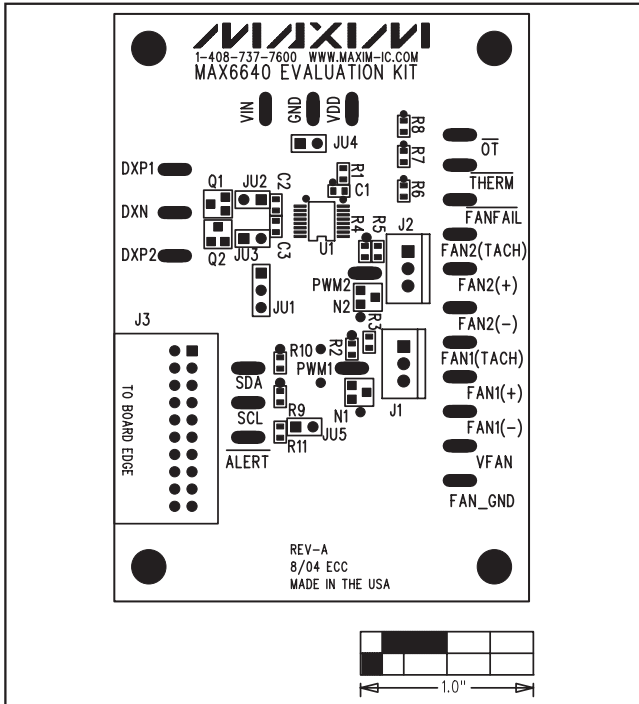 MAXIM
1-408-737-7600 WWW.MAXIM-IC.COM
MAX6640 EVALUATION KIT
VIN
GND
VDD
JU4
R8
R7
R6
OT
THERM
FANFAIL
DXP1
DXN
DXP2
Q1
JU2
C2
Q2
JU3
C3
R1
C1
U1
R4
R5
J2
FAN2(TACH)
PWM2
FAN2(+)
N2
FAN2(-)
JU1
J3
R10
R2
R3
FAN1(TACH)
SDA
PWM1
FAN1(+)
SCL
R9
N1
J1
JU5
FAN1(-)
R11
ALERT
VFAN
FAN_GND
TO BOARD EDGE
REV-A
8/04 ECC
MADE IN THE USA
1.0"